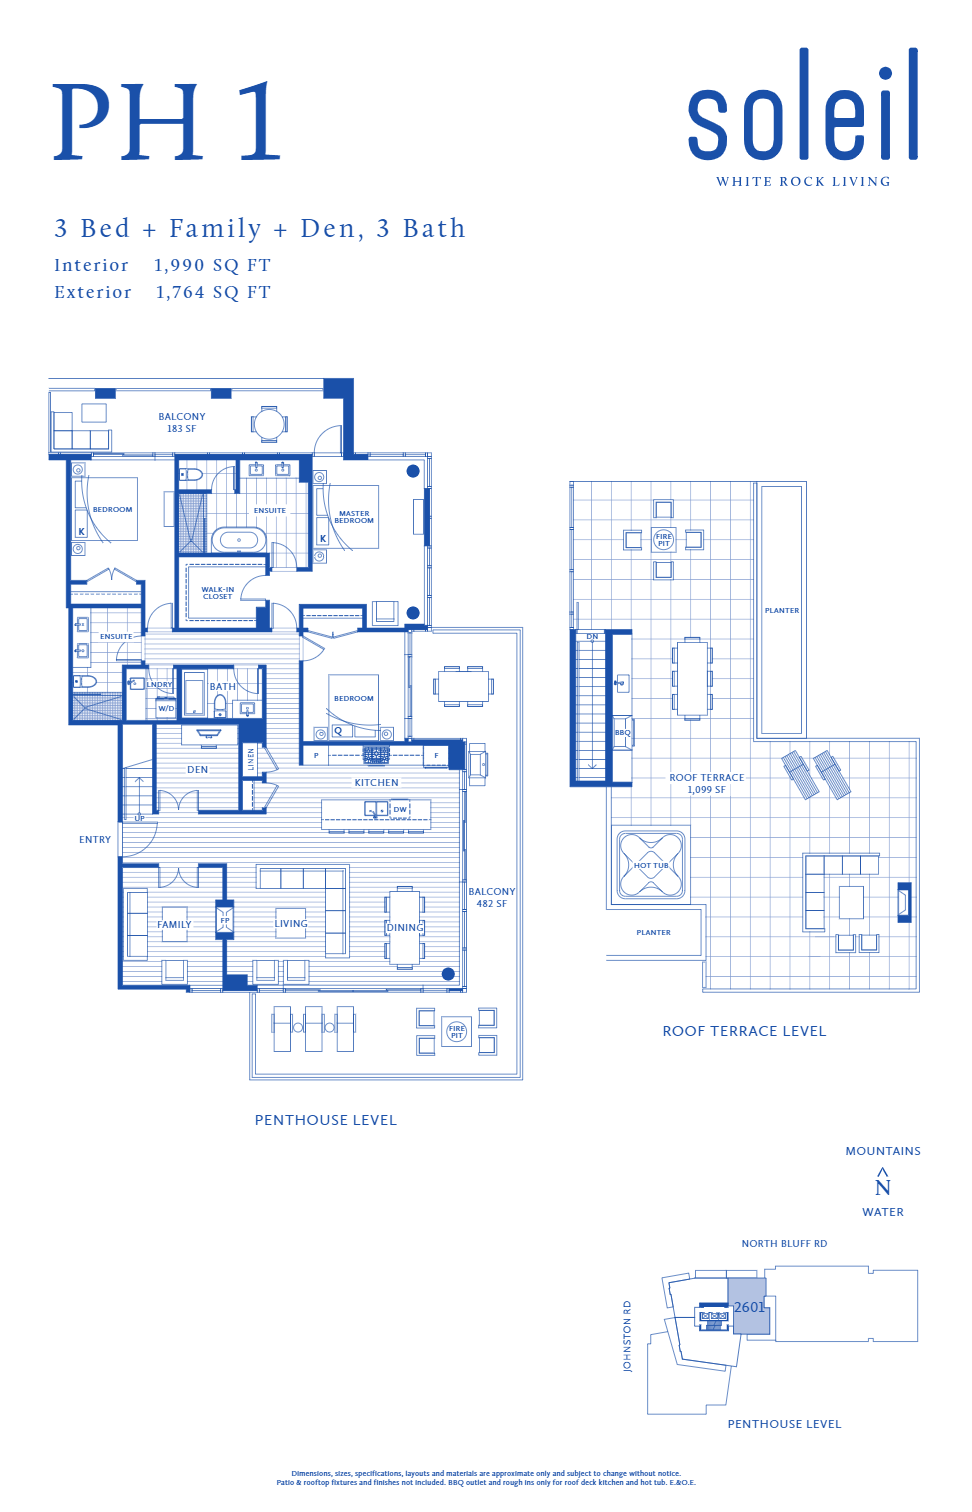 PH 1
soleil
WHITE ROCK LIVING
3 Bed + Family + Den, 3 Bath
Interior 1,990 SQ FT
Exterior 1,764 SQ FT
BALCONY
183 SF
BEDROOM
K
ENSUITE
MASTER
BEDROOM
K
WALK-IN
CLOSET
ENSUITE
LNDRY
W/D
BATH
BEDROOM
Q
DEN
LINEN
P
F
KITCHEN
DW
UP
ENTRY
BALCONY
482 SF
FAMILY
FP
LIVING
DINING
FIRE
PIT
PENTHOUSE LEVEL
FIRE
PIT
PLANTER
DN
BBQ
ROOF TERRACE
1,099 SF
HOT TUB
PLANTER
ROOF TERRACE LEVEL
MOUNTAINS
N
WATER
NORTH BLUFF RD
JOHNSTON RD
2601
PENTHOUSE LEVEL
Dimensions, sizes, specifications, layouts and materials are approximate only and subject to change without notice.
Patio & rooftop fixtures and finishes not included. BBQ outlet and rough ins only for roof deck kitchen and hot tub. E.&O.E.